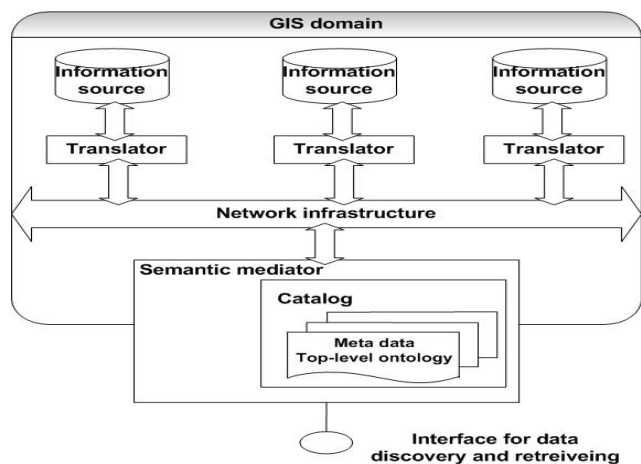 GIS domain
Information
source
Information
source
Information
source
Translator
Translator
Translator
Network infrastructure
Semantic mediator
Catalog
Meta data
Top-level ontology
Interface for data
discovery and retreiveing